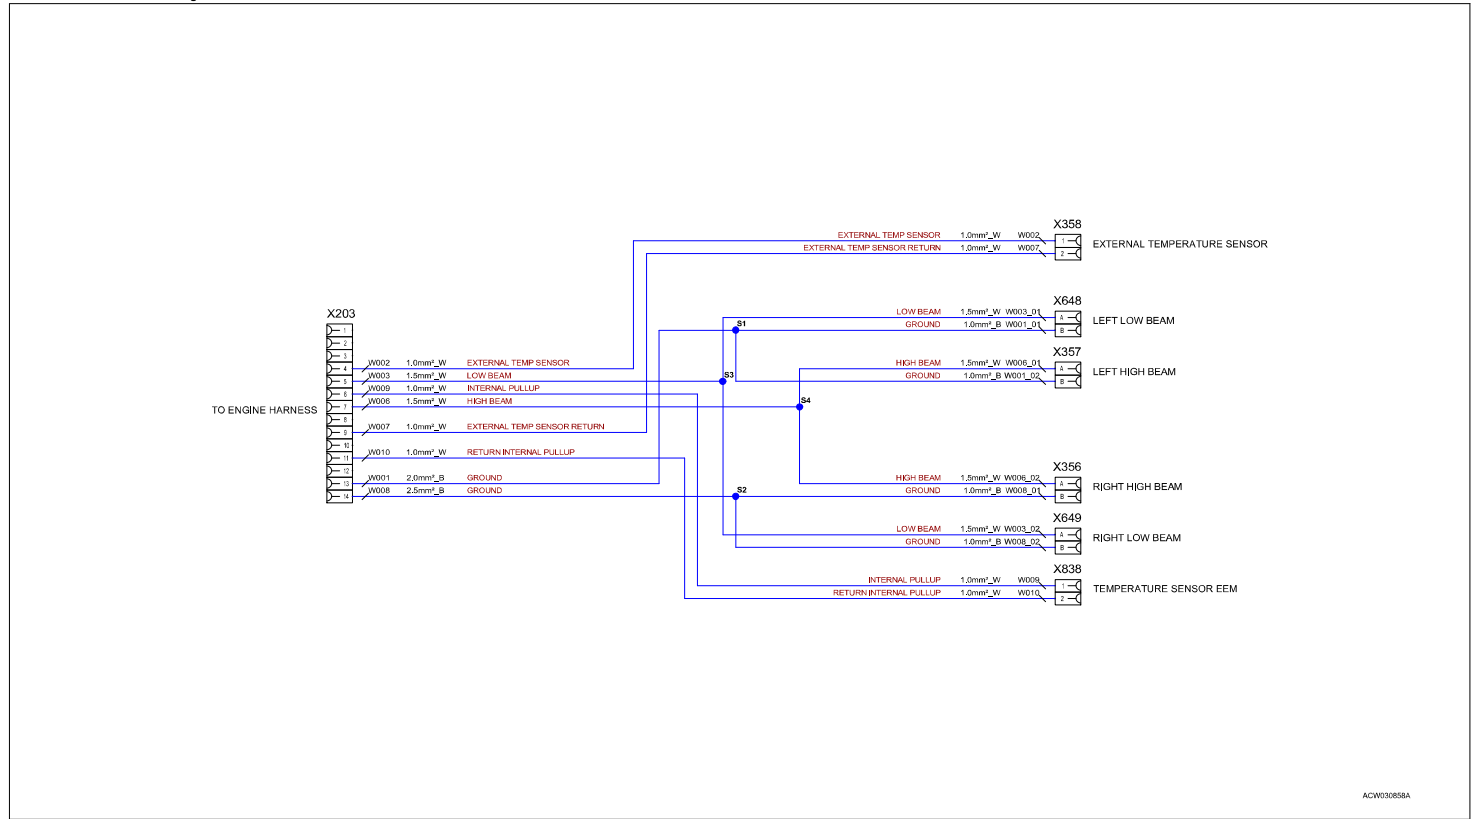 X358
EXTERNAL TEMP SENSOR 1.0mm²_W W002 1
EXTERNAL TEMPERATURE SENSOR
EXTERNAL TEMP SENSOR RETURN 1.0mm²_W W007 2
X648
LOW BEAM 1.5mm²_W W003_01 A
LEFT LOW BEAM
GROUND 1.0mm²_B W001_01 B
S1
X357
HIGH BEAM 1.5mm²_W W006_01 A
LEFT HIGH BEAM
GROUND 1.0mm²_B W001_02 B
S3
S4
X203
1
2
3
4 W002 1.0mm²_W EXTERNAL TEMP SENSOR
5 W003 1.5mm²_W LOW BEAM
6 W009 1.0mm²_W INTERNAL PULLUP
7 W006 1.5mm²_W HIGH BEAM
TO ENGINE HARNESS
8
9 W007 1.0mm²_W EXTERNAL TEMP SENSOR RETURN
10
11 W010 1.0mm²_W RETURN INTERNAL PULLUP
12
13 W001 2.0mm²_B GROUND
14 W008 2.5mm²_B GROUND
X356
HIGH BEAM 1.5mm²_W W006_02 A
RIGHT HIGH BEAM
GROUND 1.0mm²_B W008_01 B
S2
X649
LOW BEAM 1.5mm²_W W003_02 A
RIGHT LOW BEAM
GROUND 1.0mm²_B W008_02 B
X838
INTERNAL PULLUP 1.0mm²_W W009 1
TEMPERATURE SENSOR EEM
RETURN INTERNAL PULLUP 1.0mm²_W W010 2
ACW030858A